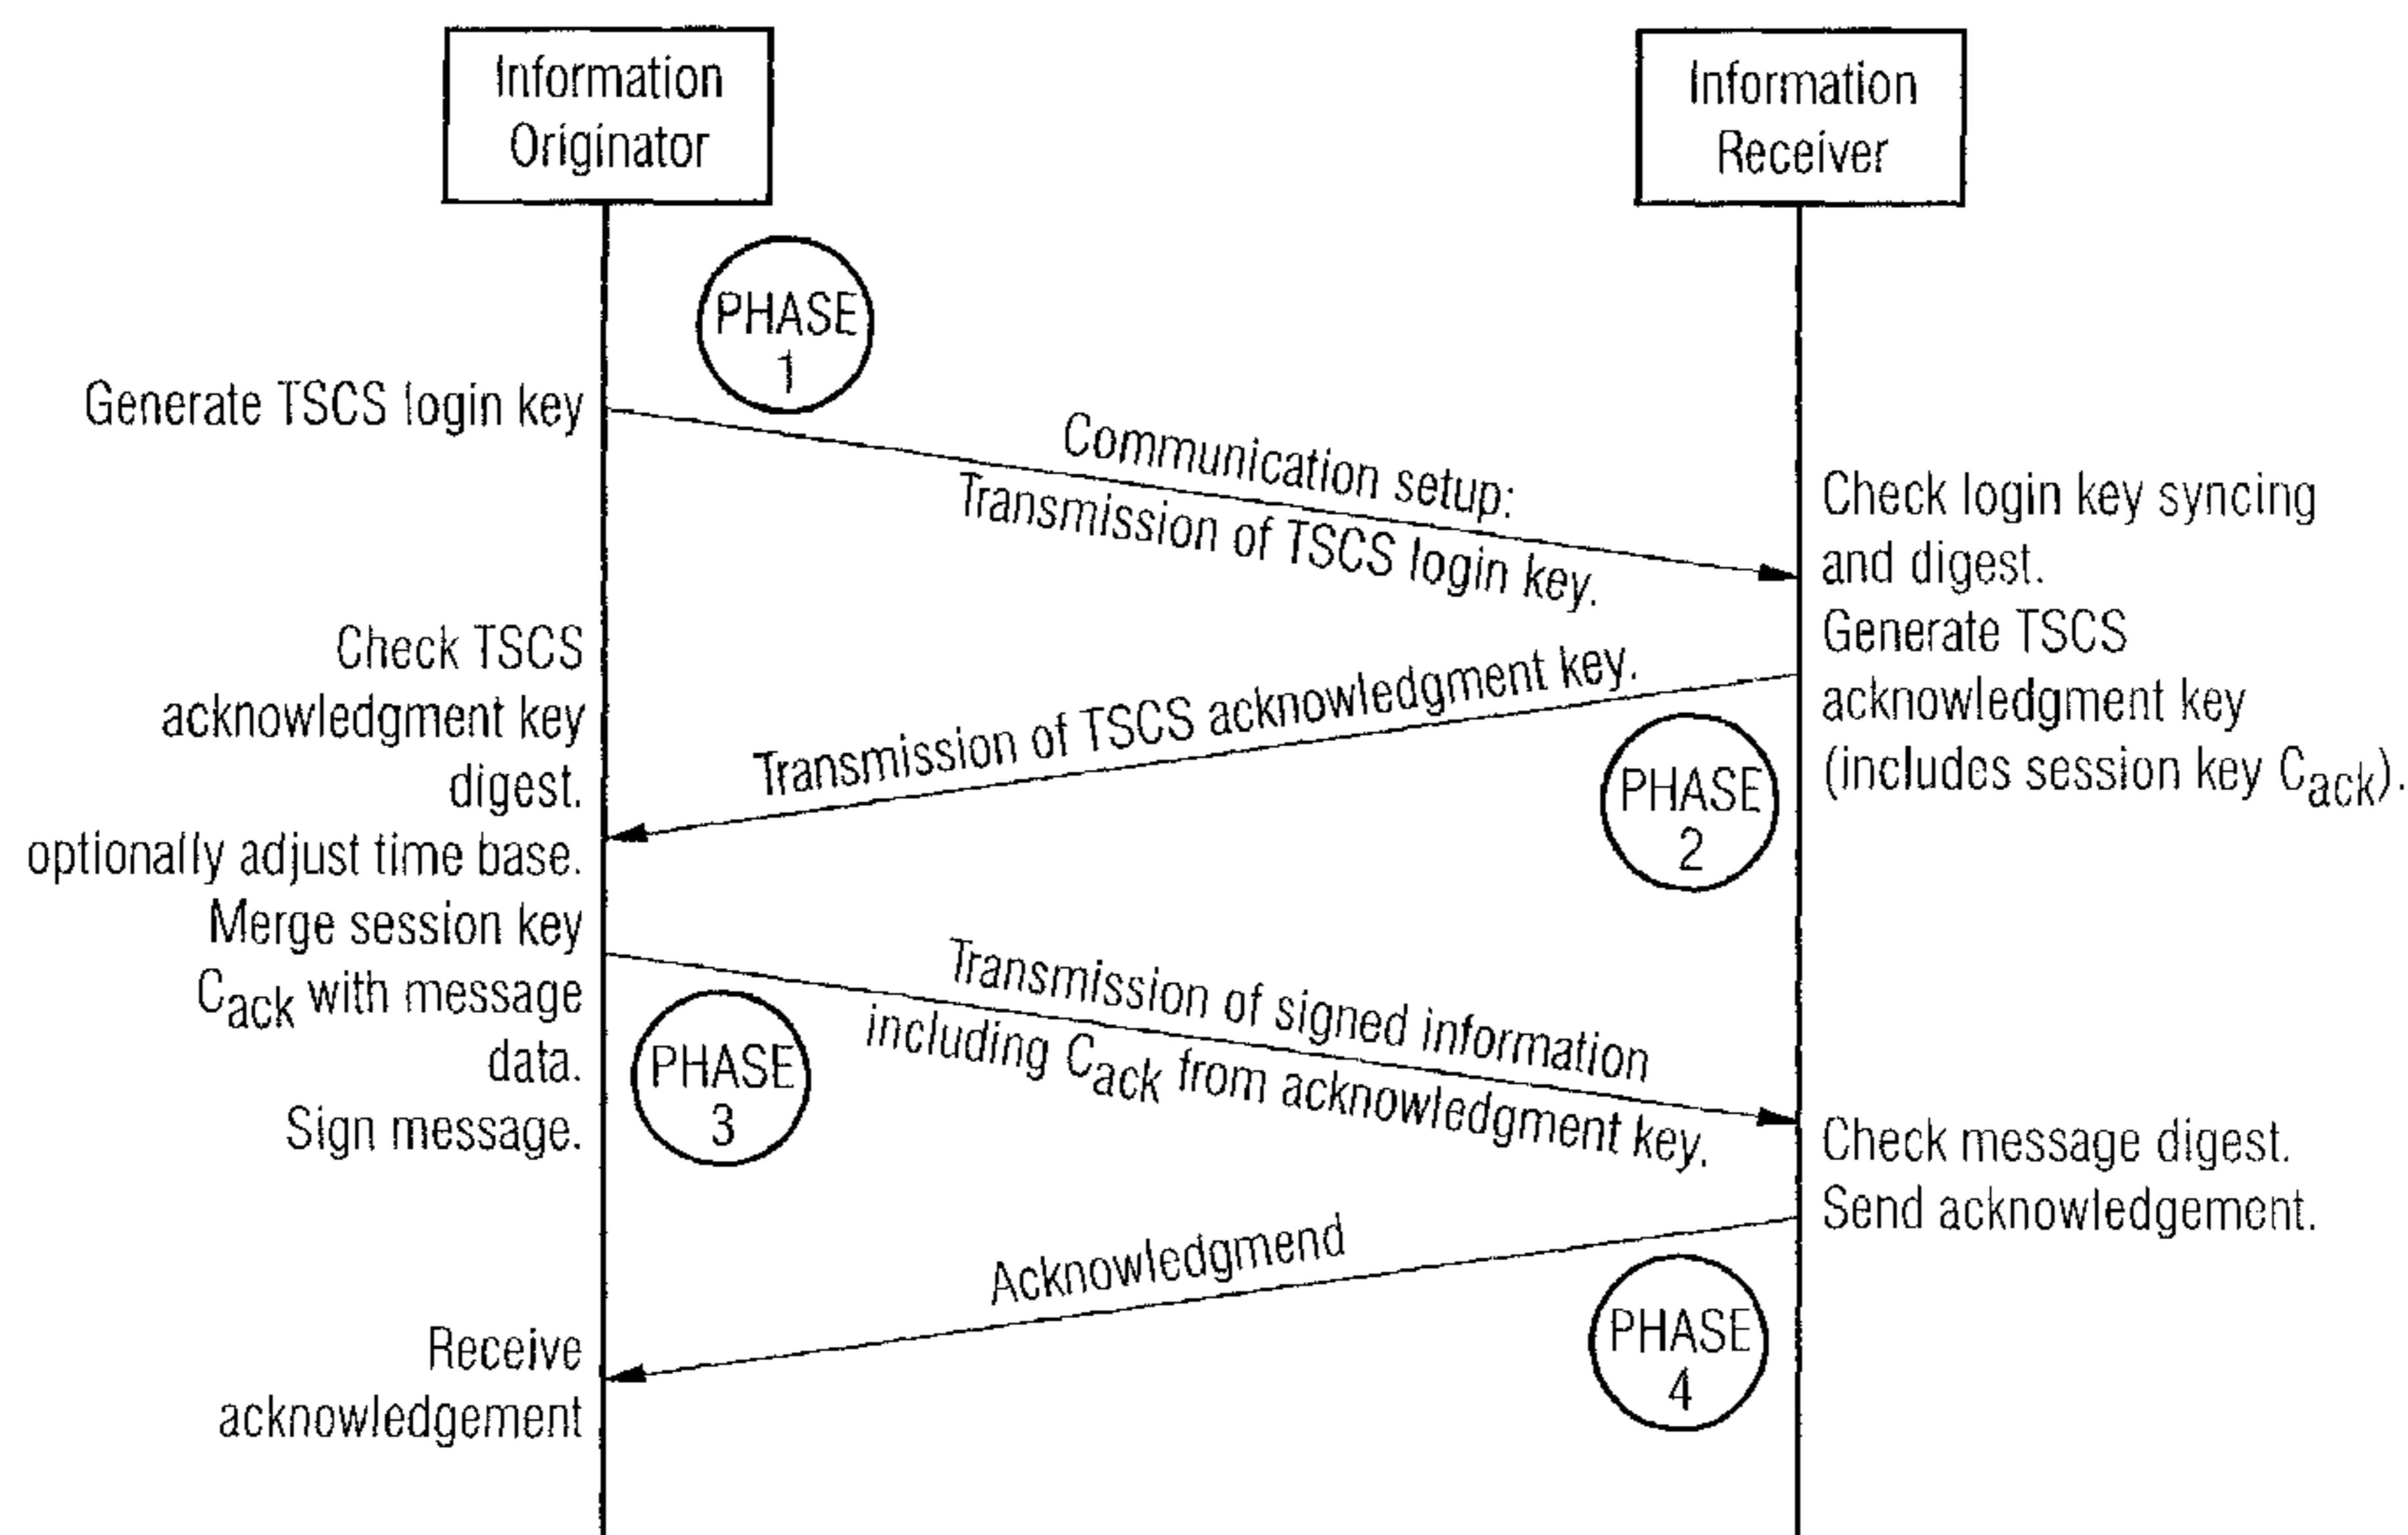 Information
Originator
Information
Receiver
PHASE
1
Generate TSCS login key
Communication setup:
Transmission of TSCS login key.
Check login key syncing
and digest.
Generate TSCS
acknowledgment key
(includes session key Cack).
Transmission of TSCS acknowledgment key.
PHASE
2
Check TSCS
acknowledgment key
digest.
optionally adjust time base.
Merge session key
Cack with message
data.
Sign message.
PHASE
3
Transmission of signed information
including Cack from acknowledgment key.
Check message digest.
Send acknowledgement.
Acknowledgmend
PHASE
4
Receive
acknowledgement